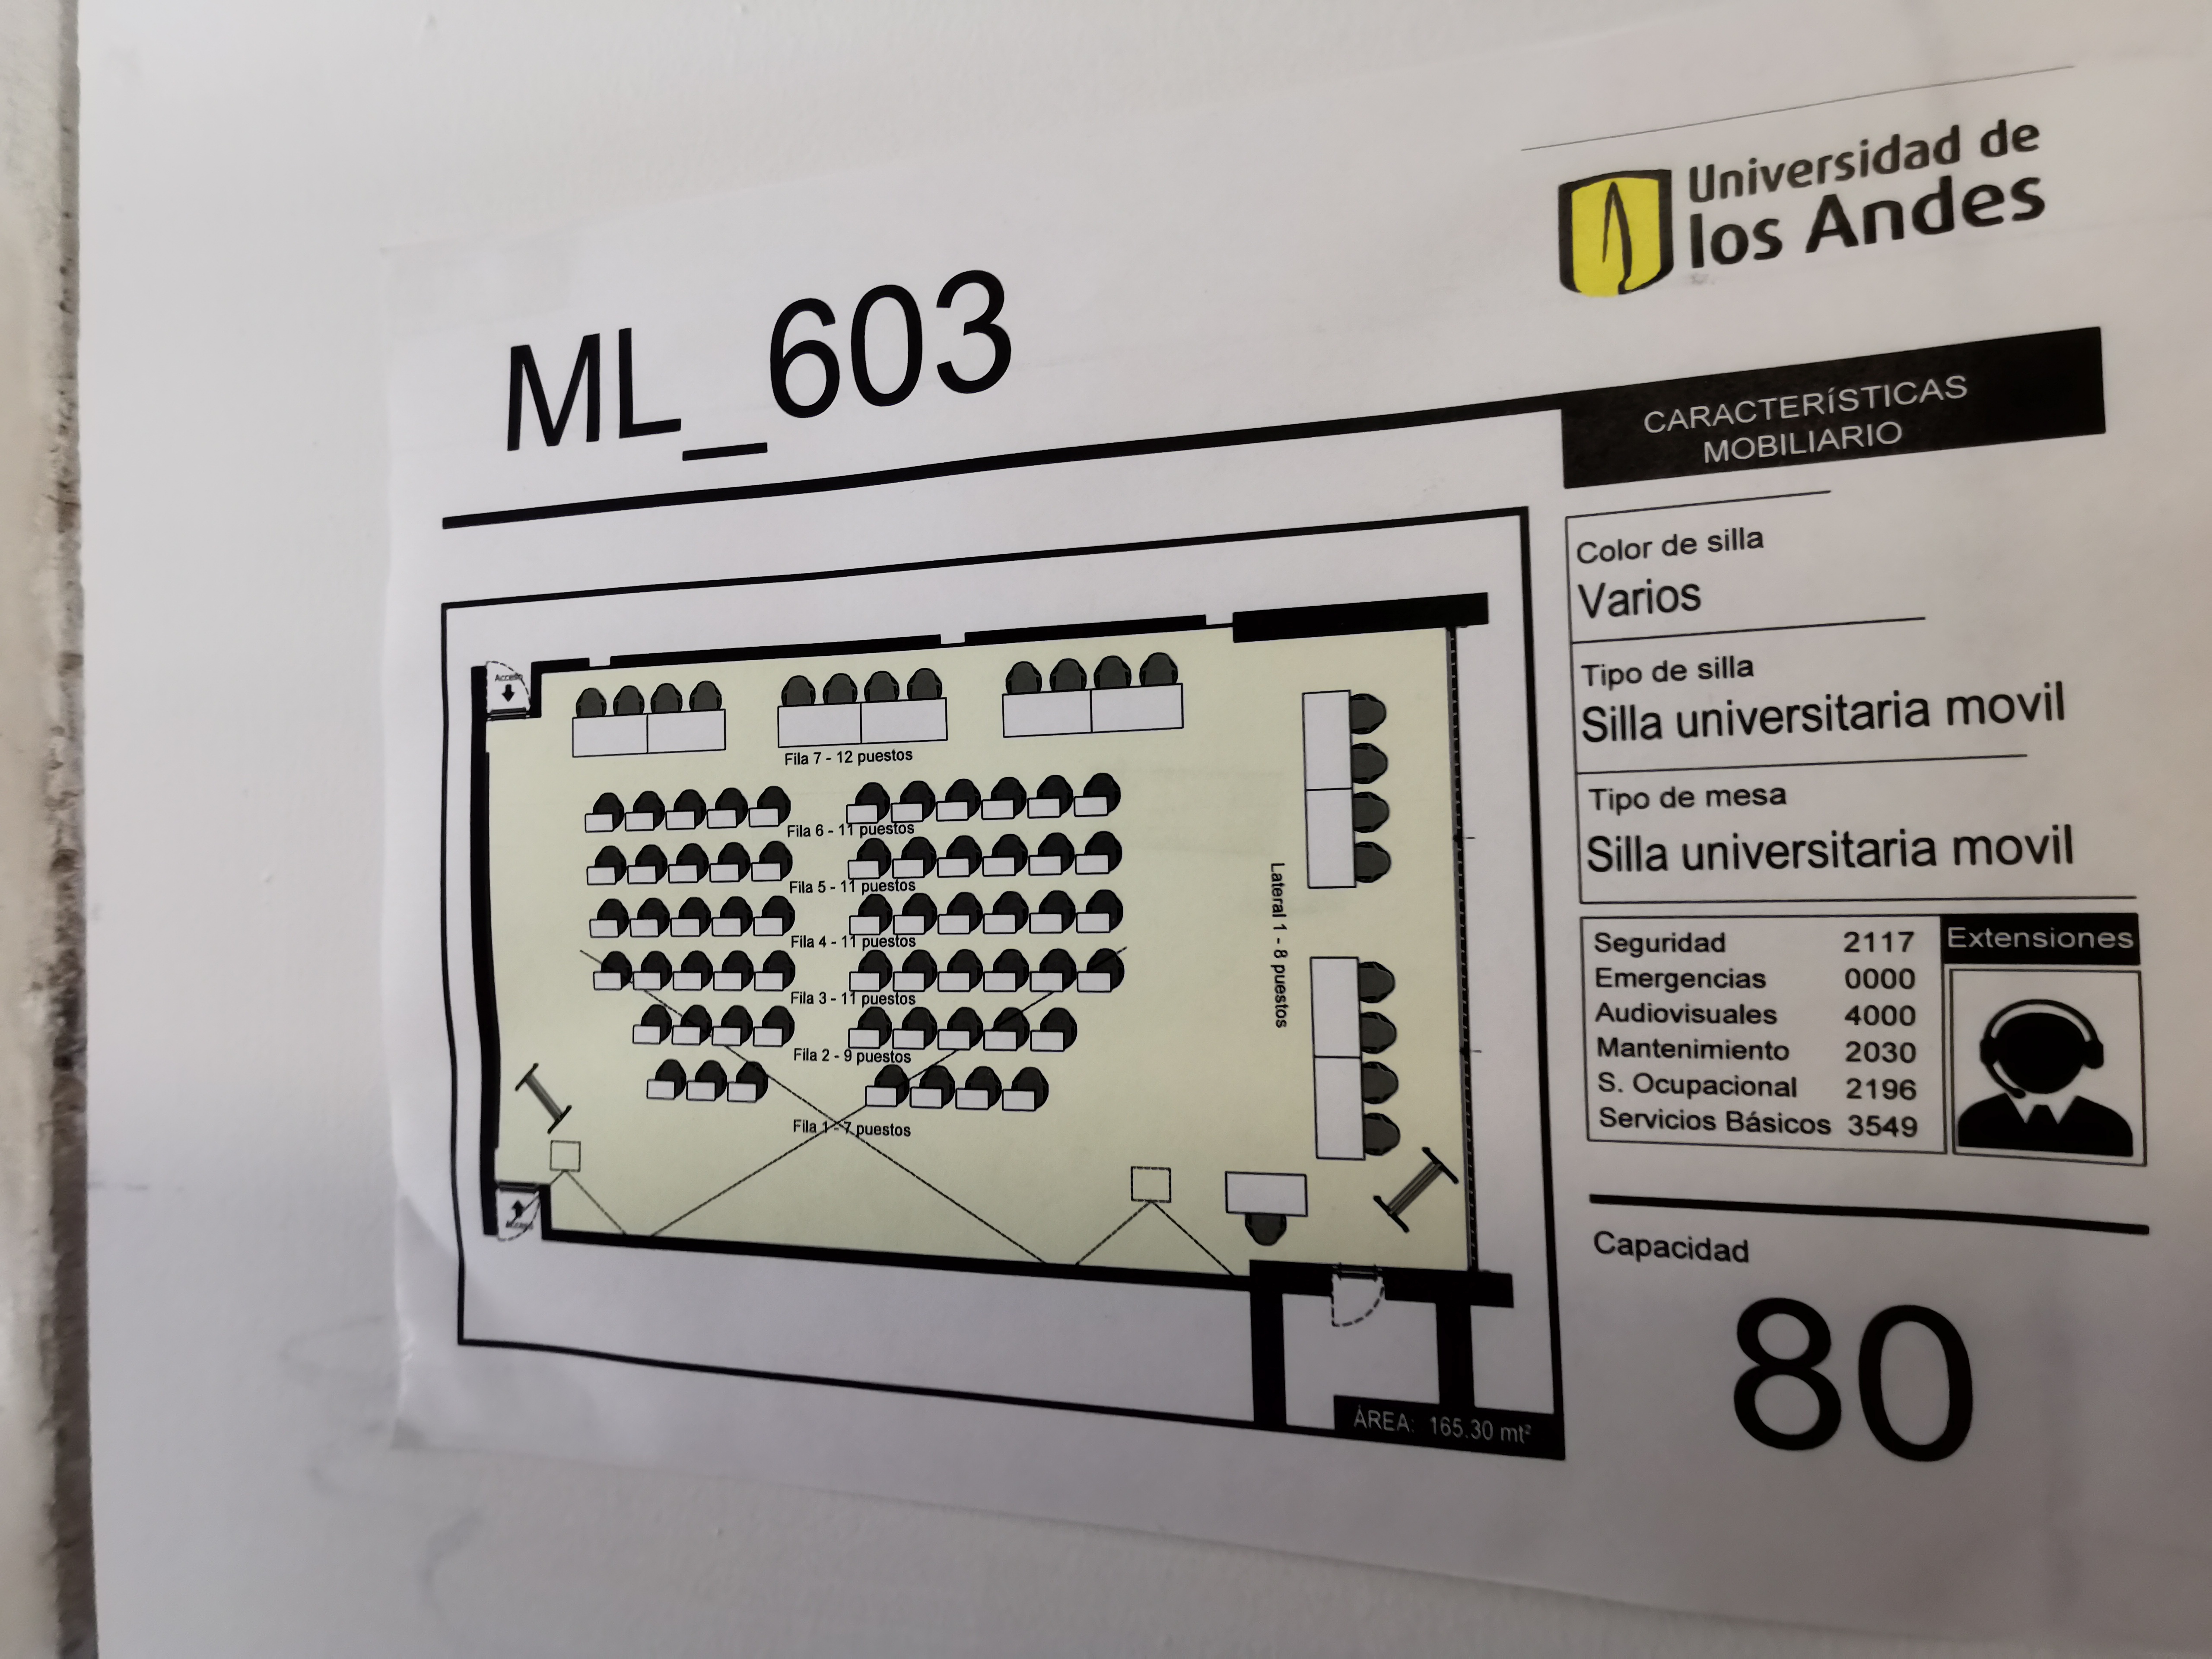 Universidad de
los Andes
ML_603
CARACTERíSTICAS
MOBILIARIO
Color de silla
Varios
Tipo de silla
Silla universitaria movil
Tipo de mesa
Silla universitaria movil
Acceso
Fila 7 - 12 puestos
Fila 6 - 11 puestos
Fila 5 - 11 puestos
Fila 4 - 11 puestos
Fila 3 - 11 puestos
Fila 2 - 9 puestos
Fila 1 - 7 puestos
Lateral 1 - 8 puestos
Acceso
ÁREA: 165.30 mt²
Extensiones
Seguridad 2117
Emergencias 0000
Audiovisuales 4000
Mantenimiento 2030
S. Ocupacional 2196
Servicios Básicos 3549
Capacidad
80